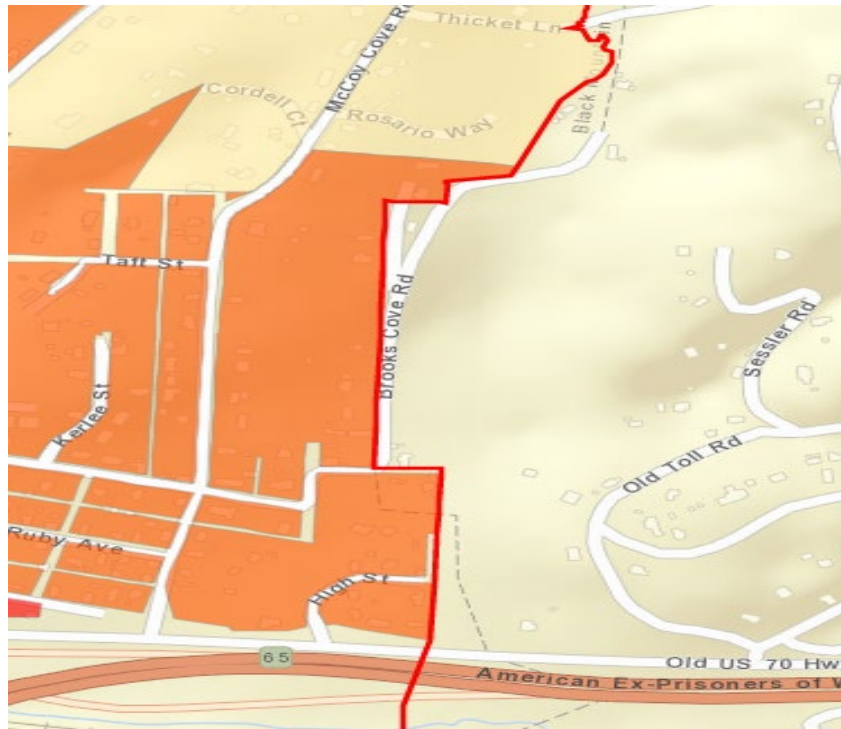 Thicket Ln
McCoy Cove Rd
Black Mountain
Cordell Ct
Rosario Way
Taft St
Brooks Cove Rd
Sessler Rd
Kerlee St
Old Toll Rd
Ruby Ave
High St
65
Old US 70 Hw
American Ex-Prisoners of W